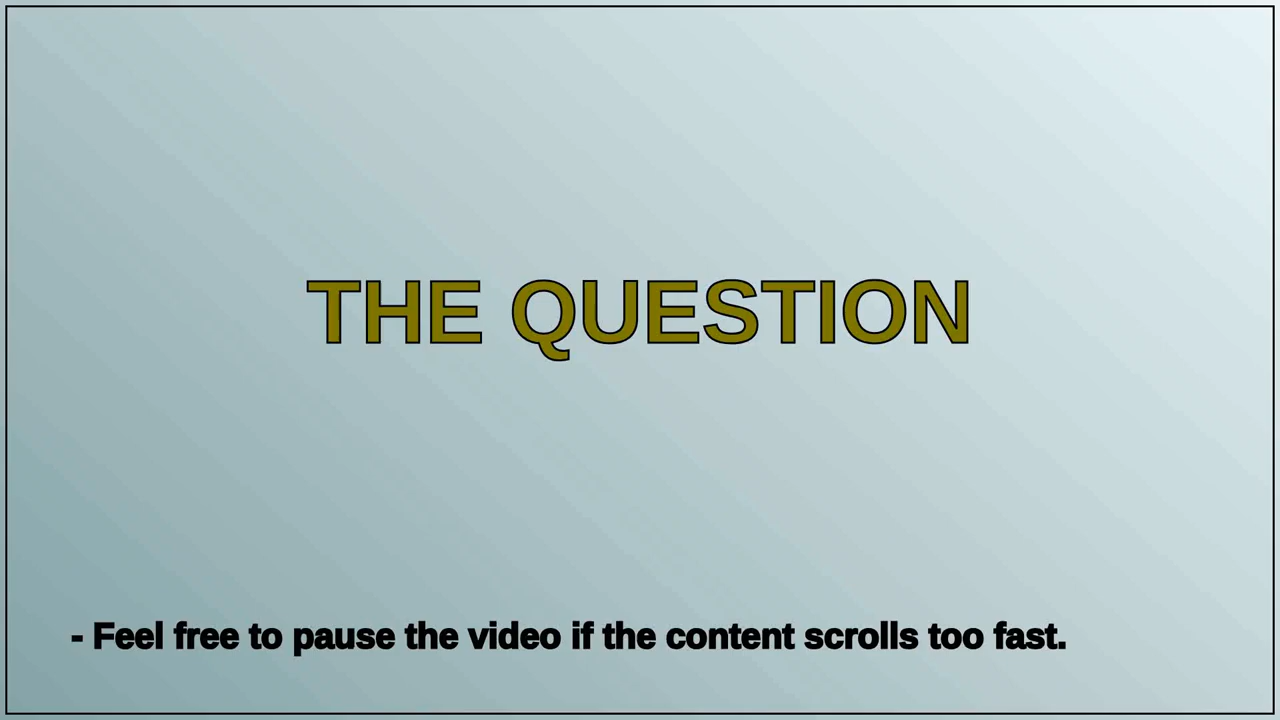 THE QUESTION
- Feel free to pause the video if the content scrolls too fast.